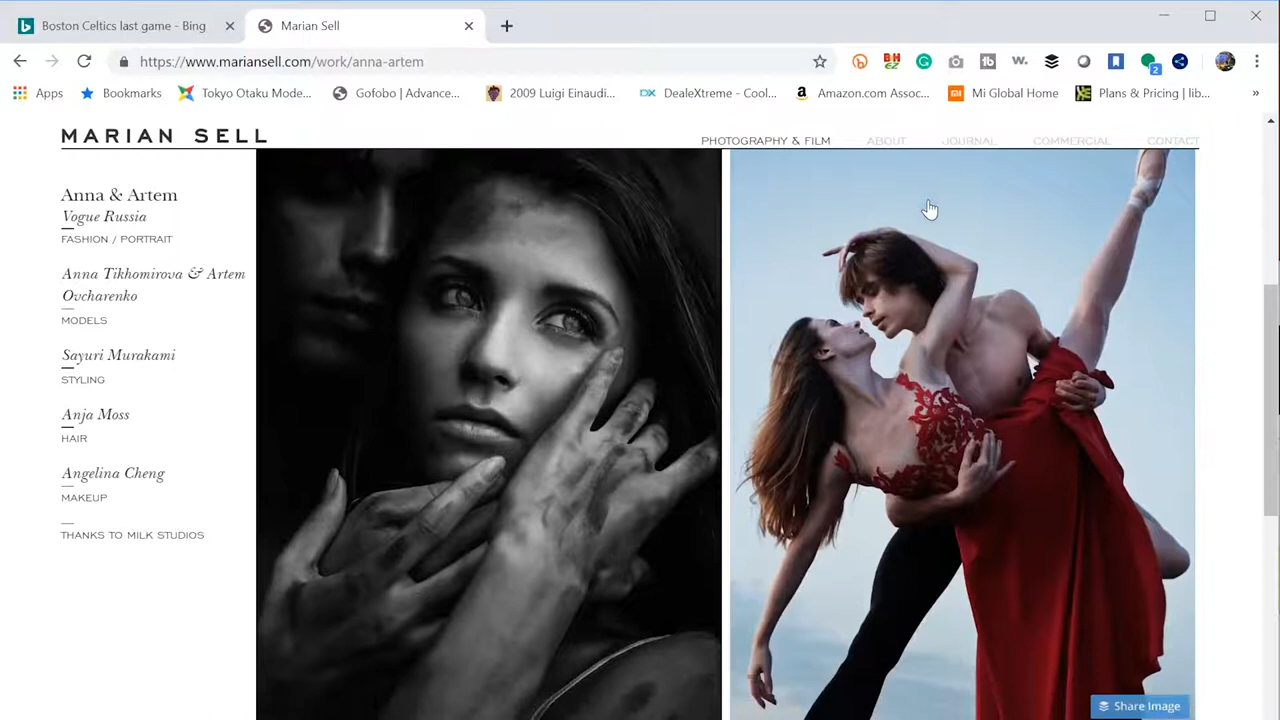 Boston Celtics last game - Bing
Marian Sell
https://www.mariansell.com/work/anna-artem
2
Apps
Bookmarks
Tokyo Otaku Mode...
Gofobo | Advance...
2009 Luigi Einaudi...
DX DealeXtreme - Cool...
Amazon.com Assoc...
Mi Global Home
Plans & Pricing | lib...
»
MARIAN SELL
PHOTOGRAPHY & FILM
ABOUT
JOURNAL
COMMERCIAL
CONTACT
Anna & Artem
Vogue Russia
FASHION / PORTRAIT
Anna Tikhomirova & Artem
Ovcharenko
MODELS
Sayuri Murakami
STYLING
Anja Moss
HAIR
Angelina Cheng
MAKEUP
THANKS TO MILK STUDIOS
Share Image